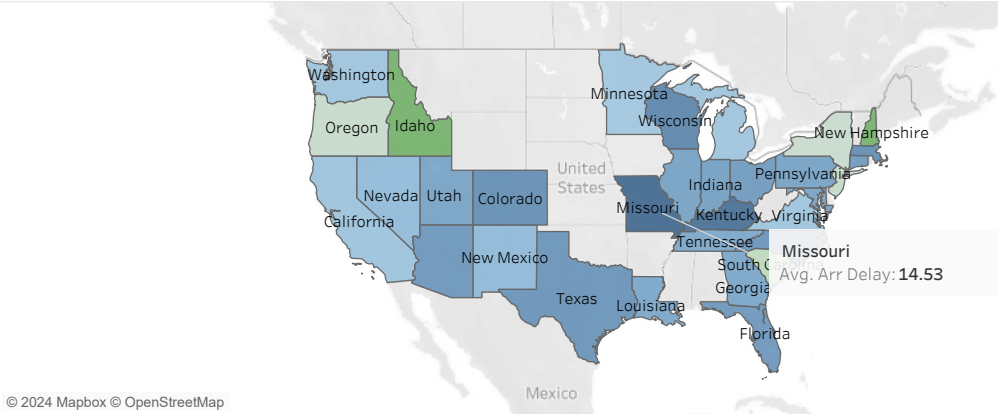 Washington
Minnesota
Wisconsin
Oregon
Idaho
New Hampshire
United
States
Pennsylvania
Nevada
Utah
Colorado
Indiana
Missouri
Kentucky
Virginia
California
Tennessee
New Mexico
South Carolina
Georgia
Missouri
Avg. Arr Delay: 14.53
Texas
Louisiana
Florida
Mexico
© 2024 Mapbox © OpenStreetMap